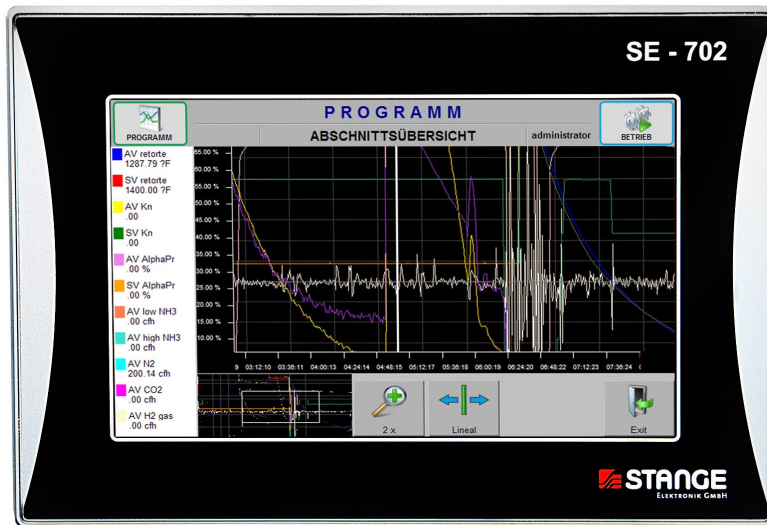 SE - 702
PROGRAMM
PROGRAMM
ABSCHNITTSÜBERSICHT
administrator
BETRIEB
AV retorte
1287.79 ?F
SV retorte
1400.00 ?F
AV Kn
.00
SV Kn
.00
AV AlphaPr
.00 %
SV AlphaPr
.00 %
AV low NH3
.00 cfh
AV high NH3
.00 cfh
AV N2
200.14 cfh
AV CO2
.00 cfh
AV H2 gas
.00 cfh
65.00 %
60.00 %
55.00 %
50.00 %
45.00 %
40.00 %
35.00 %
30.00 %
25.00 %
20.00 %
15.00 %
10.00 %
9 03:12:10 03:36:11 04:00:13 04:24:14 04:48:15 05:12:17 05:36:18 06:00:19 06:24:20 06:48:22 07:12:23 07:36:24
2 x
Lineal
Exit
STANGE
ELEKTRONIK GMBH